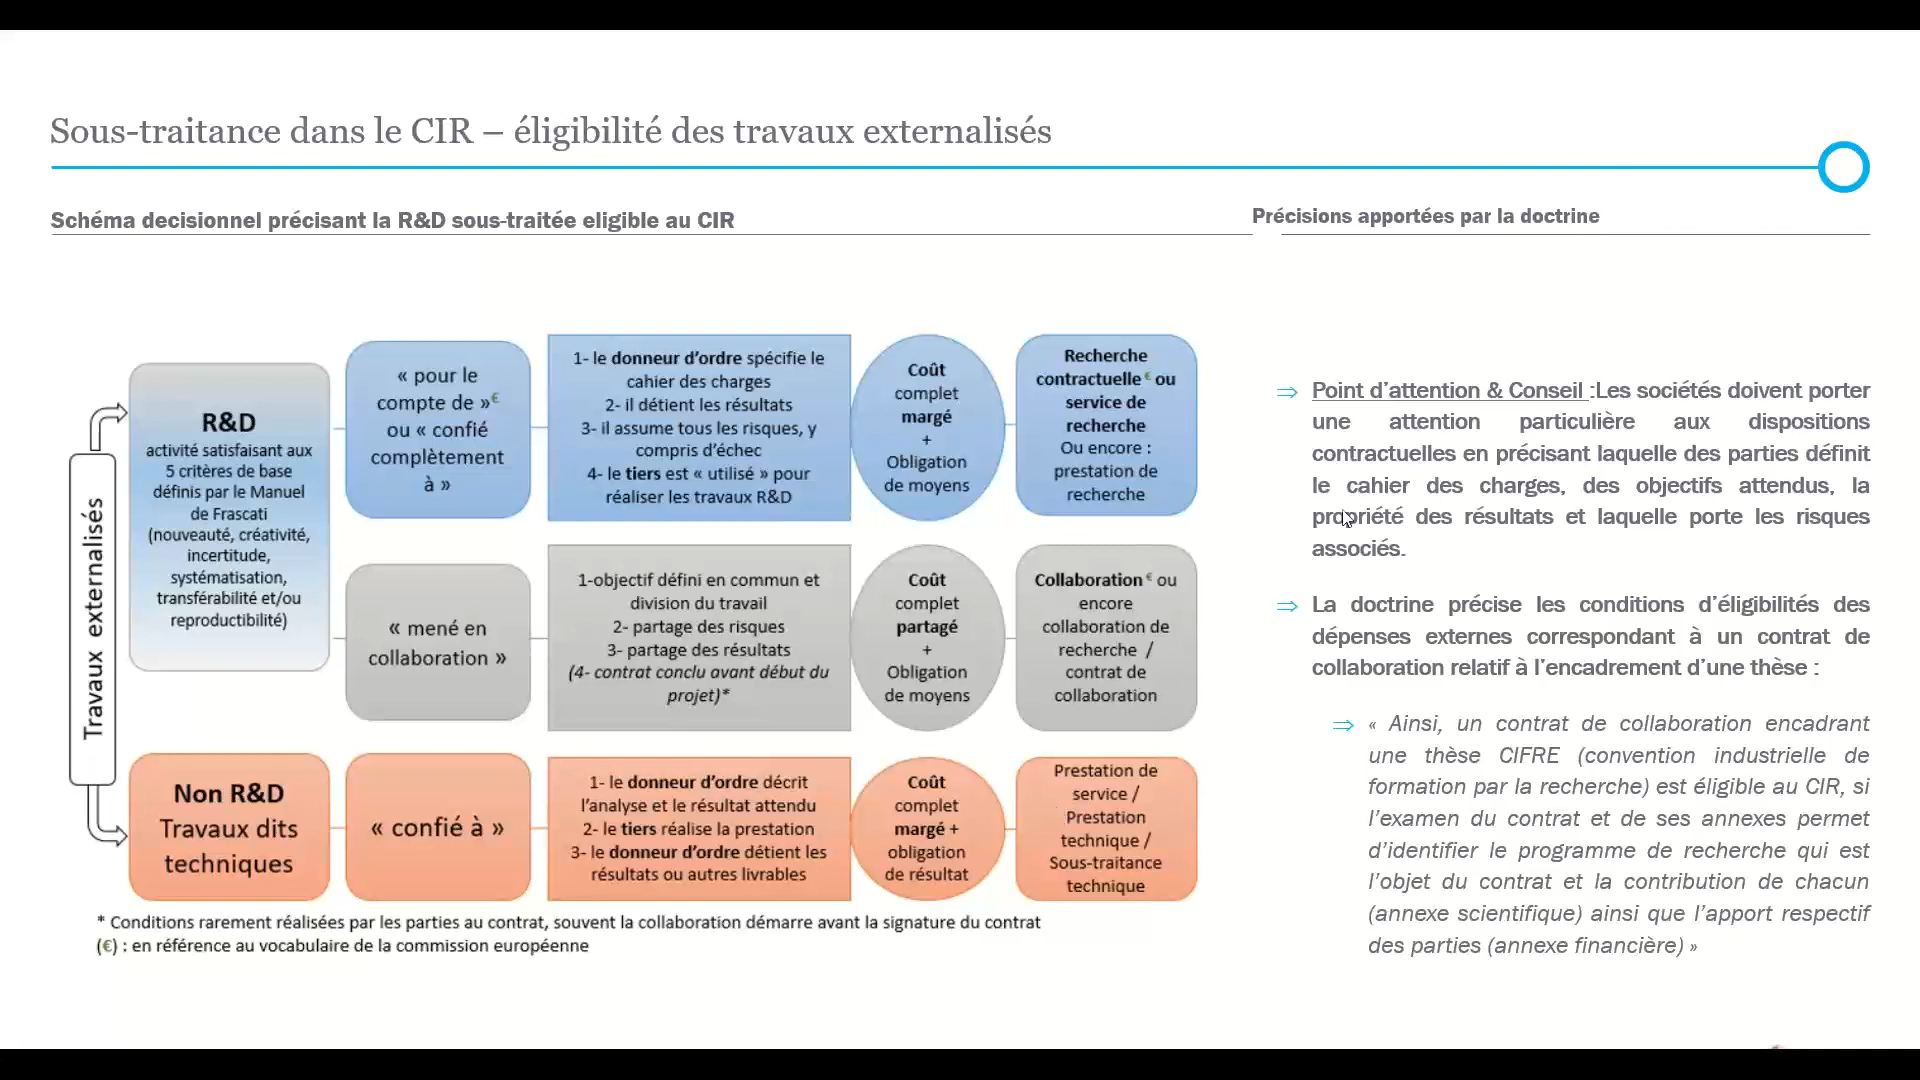 Sous-traitance dans le CIR – éligibilité des travaux externalisés
Schéma decisionnel précisant la R&D sous-traitée eligible au CIR
Travaux externalisés
R&D
activité satisfaisant aux
5 critères de base
définis par le Manuel
de Frascati
(nouveauté, créativité,
incertitude,
systématisation,
transférabilité et/ou
reproductibilité)
« pour le
compte de »€
ou « confié
complètement
à »
1- le donneur d’ordre spécifie le
cahier des charges
2- il détient les résultats
3- il assume tous les risques, y
compris d’échec
4- le tiers est « utilisé » pour
réaliser les travaux R&D
Coût
complet
margé
+
Obligation
de moyens
Recherche
contractuelle € ou
service de
recherche
Ou encore :
prestation de
recherche
« mené en
collaboration »
1-objectif défini en commun et
division du travail
2- partage des risques
3- partage des résultats
(4- contrat conclu avant début du
projet)*
Coût
complet
partagé
+
Obligation
de moyens
Collaboration € ou
encore
collaboration de
recherche /
contrat de
collaboration
Non R&D
Travaux dits
techniques
« confié à »
1- le donneur d’ordre décrit
l’analyse et le résultat attendu
2- le tiers réalise la prestation
3- le donneur d’ordre détient les
résultats ou autres livrables
Coût
complet
margé +
obligation
de résultat
Prestation de
service /
Prestation
technique /
Sous-traitance
technique
* Conditions rarement réalisées par les parties au contrat, souvent la collaboration démarre avant la signature du contrat
(€) : en référence au vocabulaire de la commission européenne
Précisions apportées par la doctrine
⇒ Point d’attention & Conseil :Les sociétés doivent porter
une attention particulière aux dispositions
contractuelles en précisant laquelle des parties définit
le cahier des charges, des objectifs attendus, la
propriété des résultats et laquelle porte les risques
associés.
⇒ La doctrine précise les conditions d’éligibilités des
dépenses externes correspondant à un contrat de
collaboration relatif à l’encadrement d’une thèse :
⇒ « Ainsi, un contrat de collaboration encadrant
une thèse CIFRE (convention industrielle de
formation par la recherche) est éligible au CIR, si
l’examen du contrat et de ses annexes permet
d’identifier le programme de recherche qui est
l’objet du contrat et la contribution de chacun
(annexe scientifique) ainsi que l’apport respectif
des parties (annexe financière) »